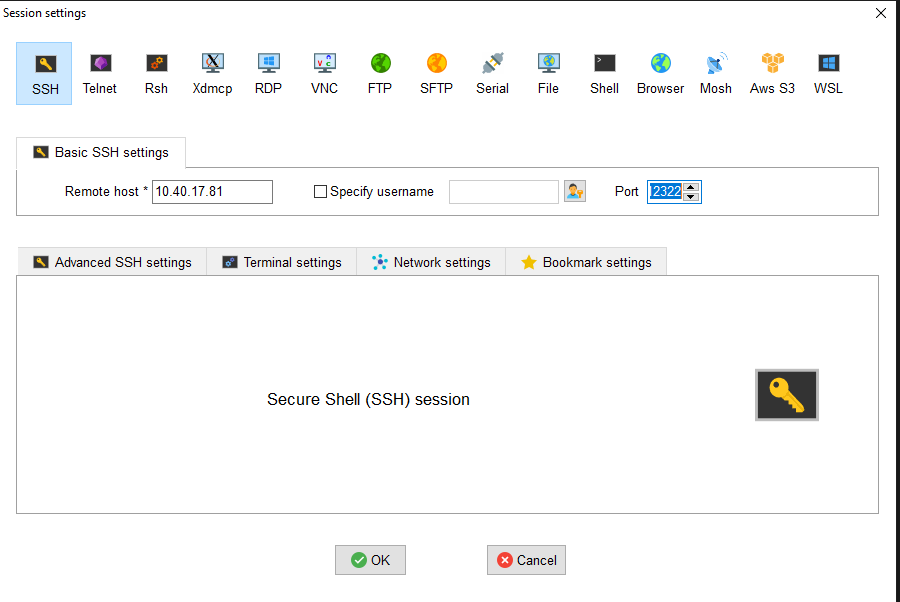 Session settings
SSH Telnet Rsh Xdmcp RDP VNC FTP SFTP Serial File Shell Browser Mosh Aws S3 WSL
Basic SSH settings
Remote host * 10.40.17.81 Specify username Port 2322
Advanced SSH settings Terminal settings Network settings Bookmark settings
Secure Shell (SSH) session
OK Cancel